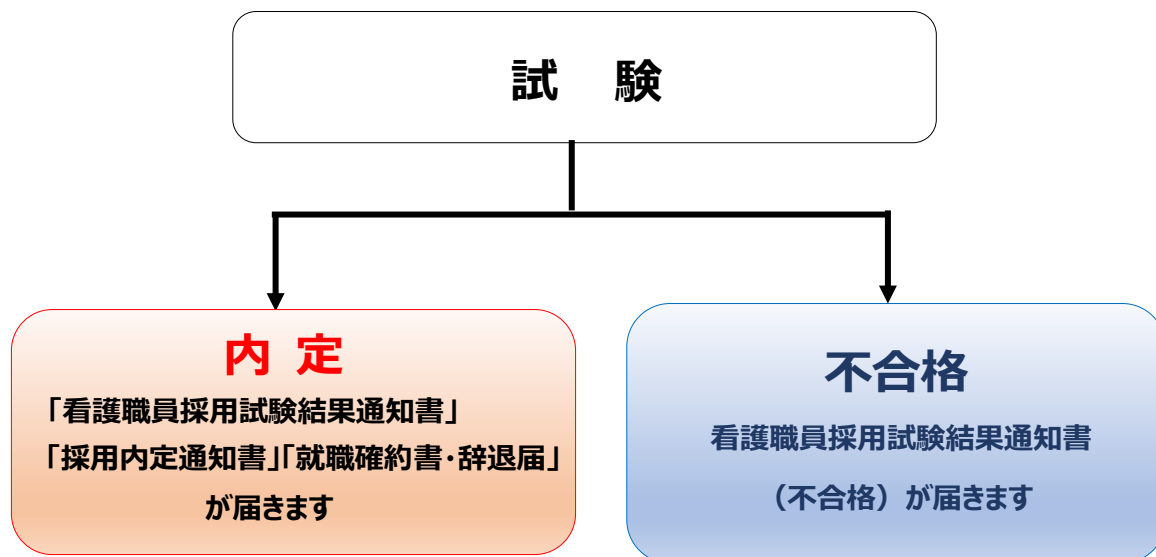 試　験
内 定
「看護職員採用試験結果通知書」
「採用内定通知書」「就職確約書・辞退届」
が届きます
不合格
看護職員採用試験結果通知書
（不合格）が届きます